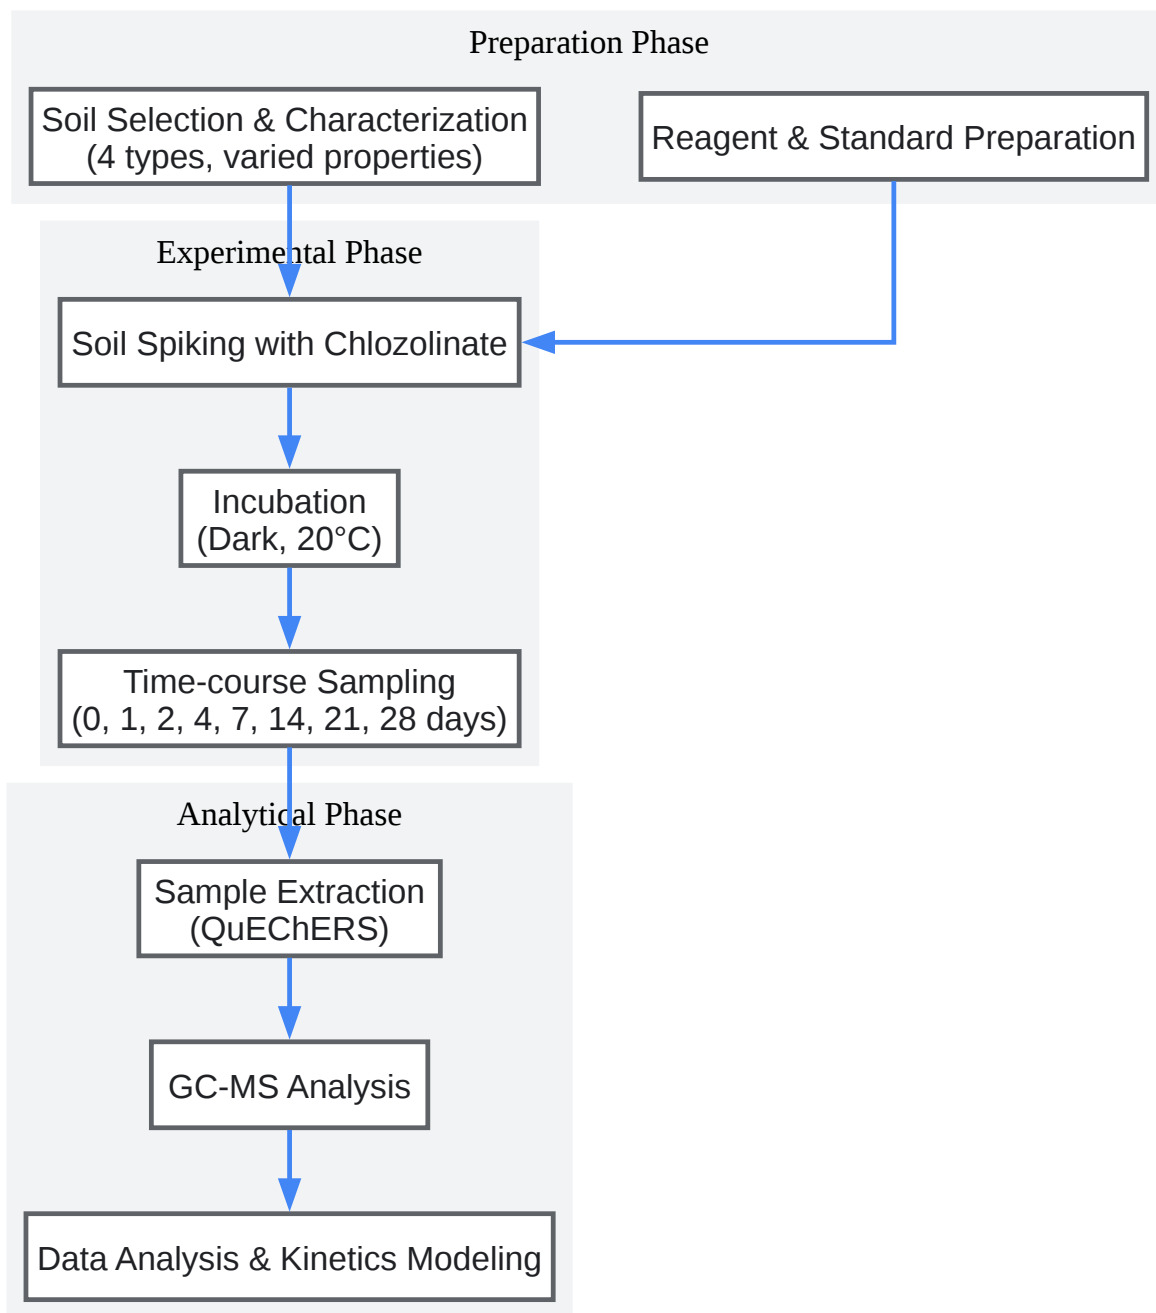 Preparation Phase
Soil Selection & Characterization
(4 types, varied properties)
Reagent & Standard Preparation
Experimental Phase
Soil Spiking with Chlozolinate
Incubation
(Dark, 20°C)
Time-course Sampling
(0, 1, 2, 4, 7, 14, 21, 28 days)
Analytical Phase
Sample Extraction
(QuEChERS)
GC-MS Analysis
Data Analysis & Kinetics Modeling